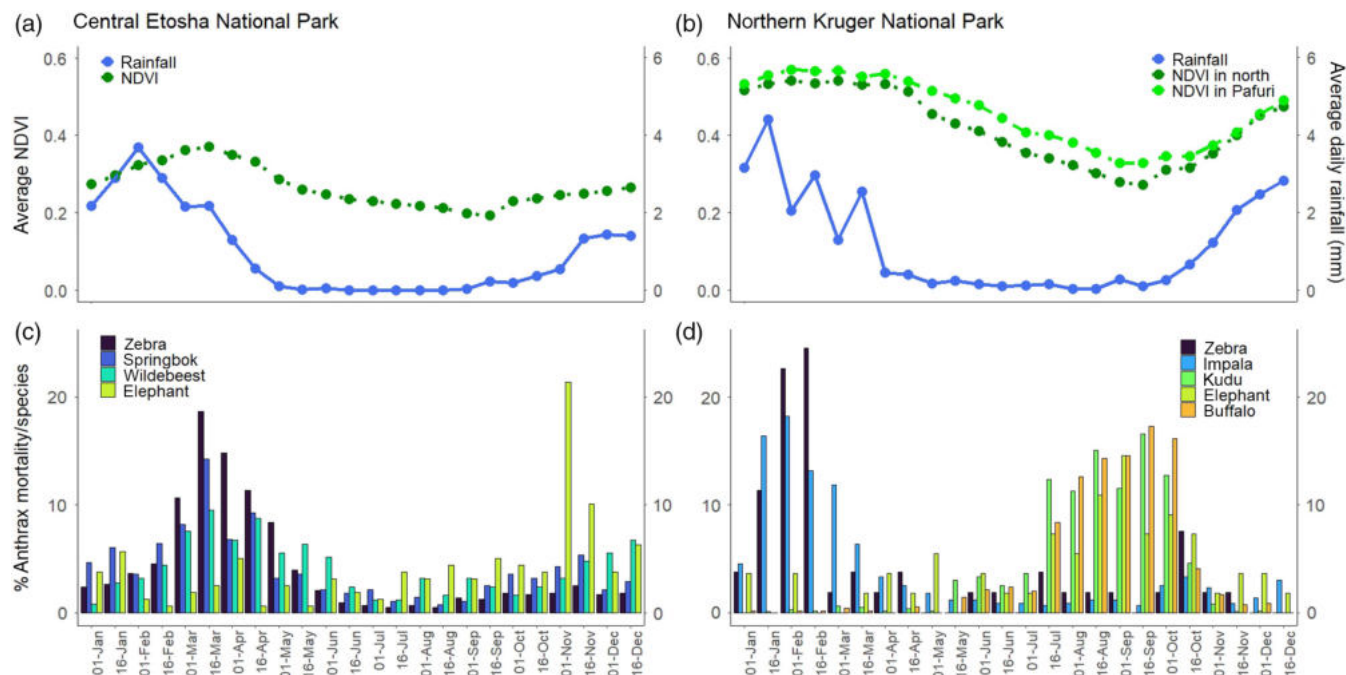 (a) Central Etosha National Park
(b) Northern Kruger National Park
0.6
Rainfall
NDVI
6
0.4
4
0.2
2
0.0
0
Average NDVI
0.6
Rainfall
NDVI in north
NDVI in Pafuri
6
0.4
4
0.2
2
0.0
0
Average daily rainfall (mm)
(c)
Zebra
Springbok
Wildebeest
Elephant
20
20
10
10
0
0
% Anthrax mortality/species
01-Jan
16-Jan
01-Feb
16-Feb
01-Mar
16-Mar
01-Apr
16-Apr
01-May
16-May
01-Jun
16-Jun
01-Jul
16-Jul
01-Aug
16-Aug
01-Sep
16-Sep
01-Oct
16-Oct
01-Nov
16-Nov
01-Dec
16-Dec
(d)
Zebra
Impala
Kudu
Elephant
Buffalo
20
20
10
10
0
0
01-Jan
16-Jan
01-Feb
16-Feb
01-Mar
16-Mar
01-Apr
16-Apr
01-May
16-May
01-Jun
16-Jun
01-Jul
16-Jul
01-Aug
16-Aug
01-Sep
16-Sep
01-Oct
16-Oct
01-Nov
16-Nov
01-Dec
16-Dec